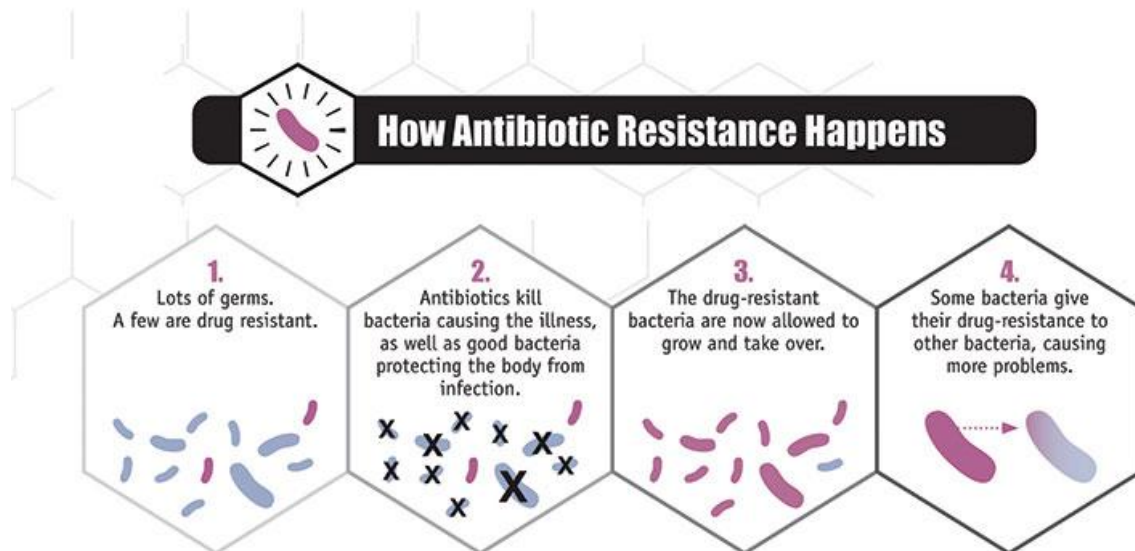 How Antibiotic Resistance Happens
1.
Lots of germs.
A few are drug resistant.
2.
Antibiotics kill
bacteria causing the illness,
as well as good bacteria
protecting the body from
infection.
X X X X X X X X X X
3.
The drug-resistant
bacteria are now allowed to
grow and take over.
4.
Some bacteria give
their drug-resistance to
other bacteria, causing
more problems.